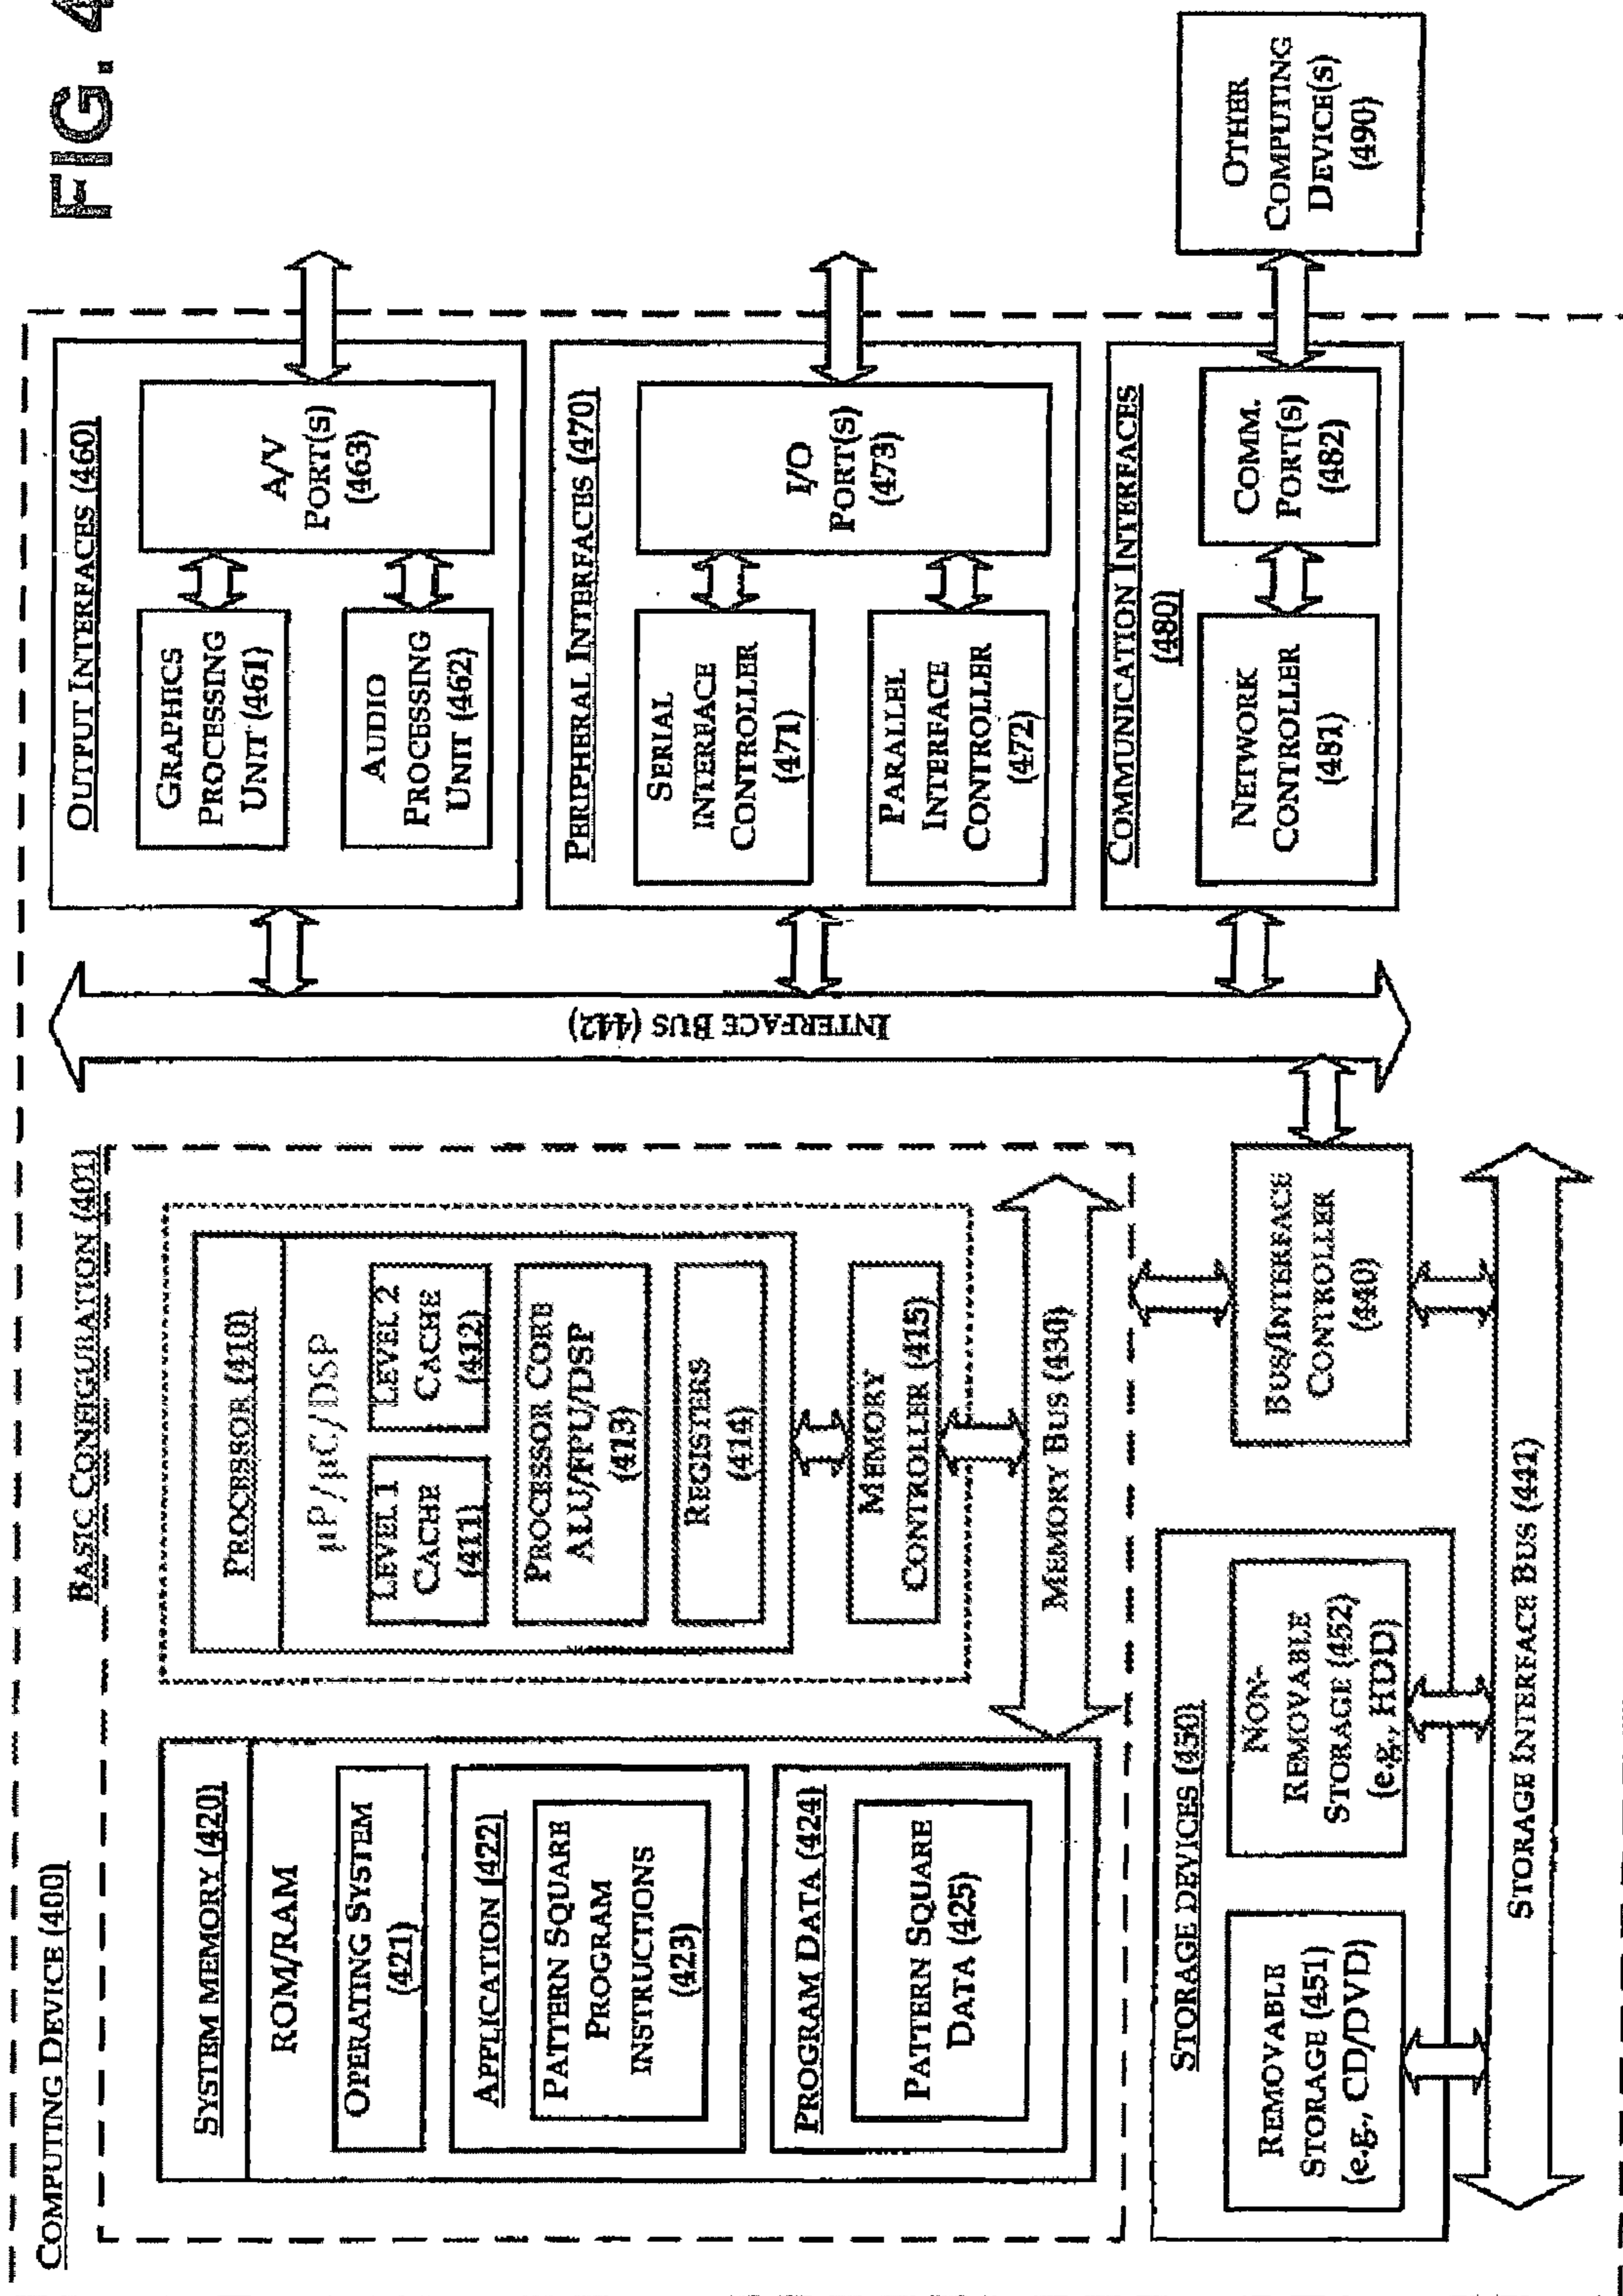 FIG. 4
COMPUTING DEVICE (400)
BASIC CONFIGURATION (401)
SYSTEM MEMORY (420)
ROM/RAM
OPERATING SYSTEM
(421)
APPLICATION (422)
PATTERN SQUARE
PROGRAM
INSTRUCTIONS
(423)
PROGRAM DATA (424)
PATTERN SQUARE
DATA (425)
PROCESSOR (410)
µP/µC/DSP
LEVEL 1
CACHE
(411)
LEVEL 2
CACHE
(412)
PROCESSOR CORE
ALU/FPU/DSP
(413)
REGISTERS
(414)
MEMORY
CONTROLLER (415)
MEMORY BUS (430)
BUS/INTERFACE
CONTROLLER
(440)
STORAGE DEVICES (450)
REMOVABLE
STORAGE (451)
(e.g., CD/DVD)
NON-
REMOVABLE
STORAGE (452)
(e.g., HDD)
STORAGE INTERFACE BUS (441)
INTERFACE BUS (442)
OUTPUT INTERFACES (460)
GRAPHICS
PROCESSING
UNIT (461)
AUDIO
PROCESSING
UNIT (462)
A/V
PORT(S)
(463)
PERIPHERAL INTERFACES (470)
SERIAL
INTERFACE
CONTROLLER
(471)
PARALLEL
INTERFACE
CONTROLLER
(472)
I/O
PORT(S)
(473)
COMMUNICATION INTERFACES
(480)
NETWORK
CONTROLLER
(481)
COMM.
PORT(S)
(482)
OTHER
COMPUTING
DEVICE(S)
(490)